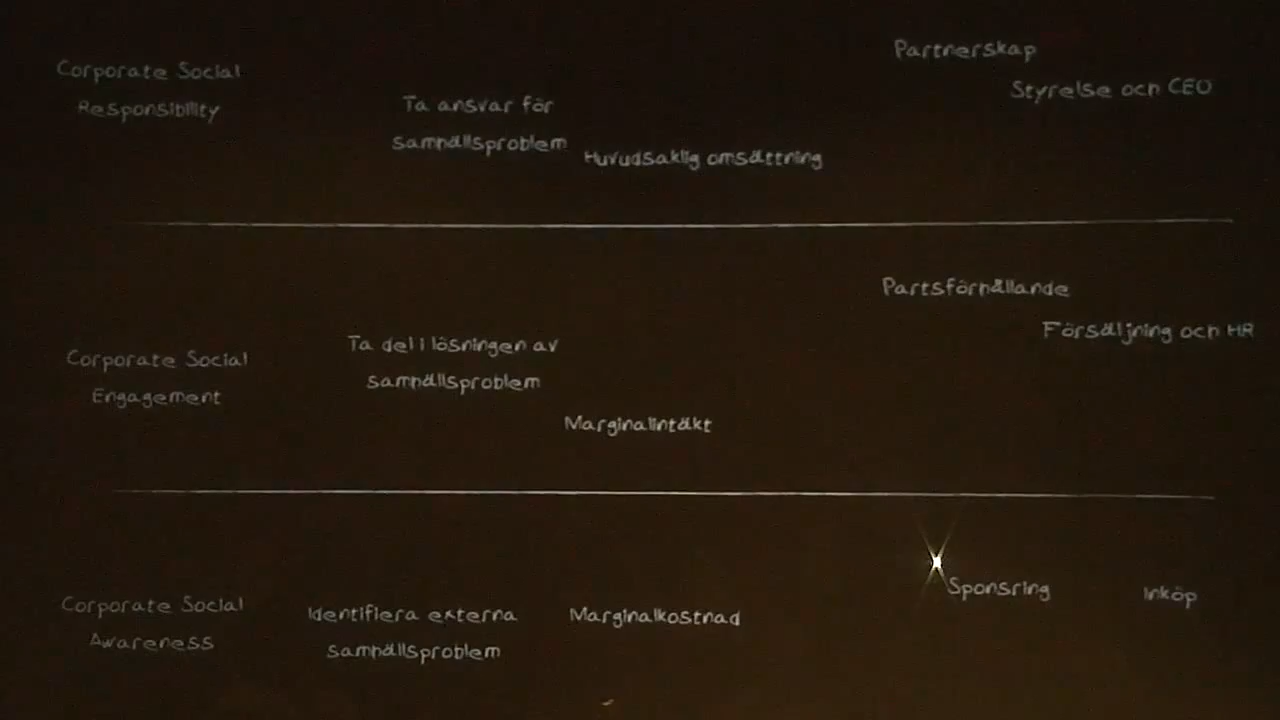 Corporate Social
Responsibility
Ta ansvar för
samhällsproblem
Huvudsaklig omsättning
Partnerskap
Styrelse och CEO
Corporate Social
Engagement
Ta del i lösningen av
samhällsproblem
Marginalintäkt
Partsförhållande
Försäljning och HR
Corporate Social
Awareness
Identifiera externa
samhällsproblem
Marginalkostnad
Sponsring
Inköp